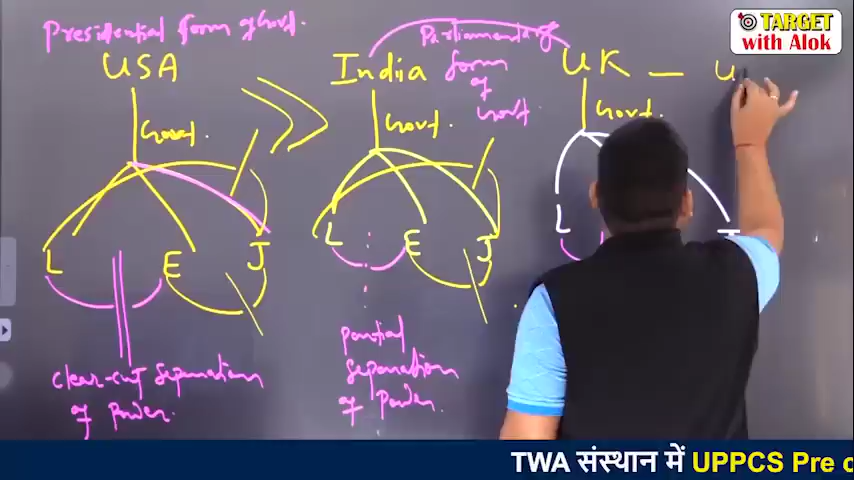 Presidential form of Govt.
USA
Govt.
L E J
clear-cut separation
of Power.
India
Govt.
L E J
partial
separation
of Power.
Parliamentary
form
of
Govt
UK — U
Govt.
L
TARGET
with Alok
TWA संस्थान में UPPCS Pre